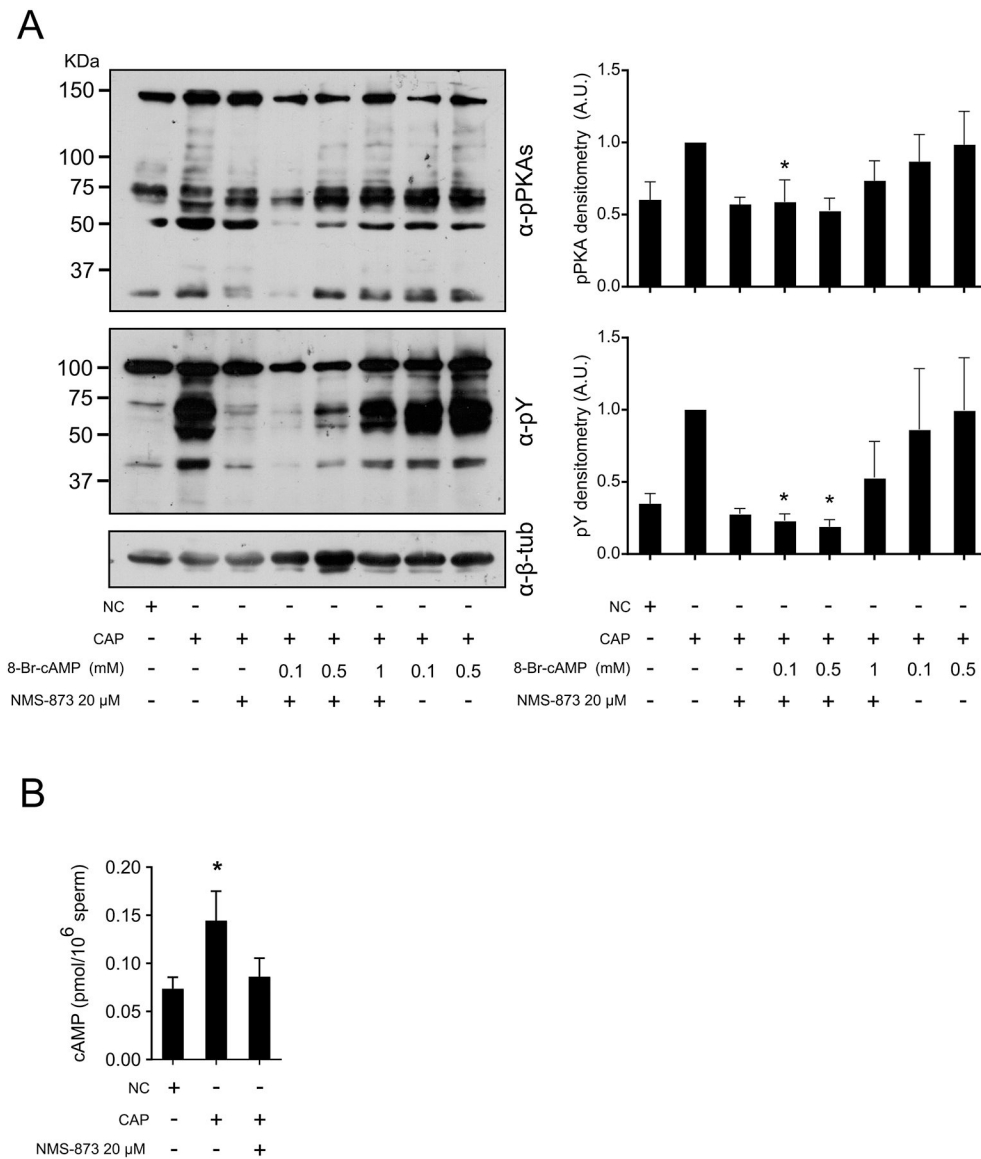 A
KDa
150
100
75
50
37
α-pPKAs
100
75
50
37
α-pY
α-β-tub
NC + - - - - - - -
CAP - + + + + + + +
8-Br-cAMP (mM) - - - 0.1 0.5 1 0.1 0.5
NMS-873 20 µM - - + + + + - -
pPKA densitometry (A.U.)
1.5
1.0
0.5
0.0
*
pY densitometry (A.U.)
1.5
1.0
0.5
0.0
* *
NC + - - - - - - -
CAP - + + + + + + +
8-Br-cAMP (mM) - - - 0.1 0.5 1 0.1 0.5
NMS-873 20 µM - - + + + + - -
B
cAMP (pmol/10⁶ sperm)
0.20
0.15
0.10
0.05
0.00
*
NC + - -
CAP - + +
NMS-873 20 µM - - +